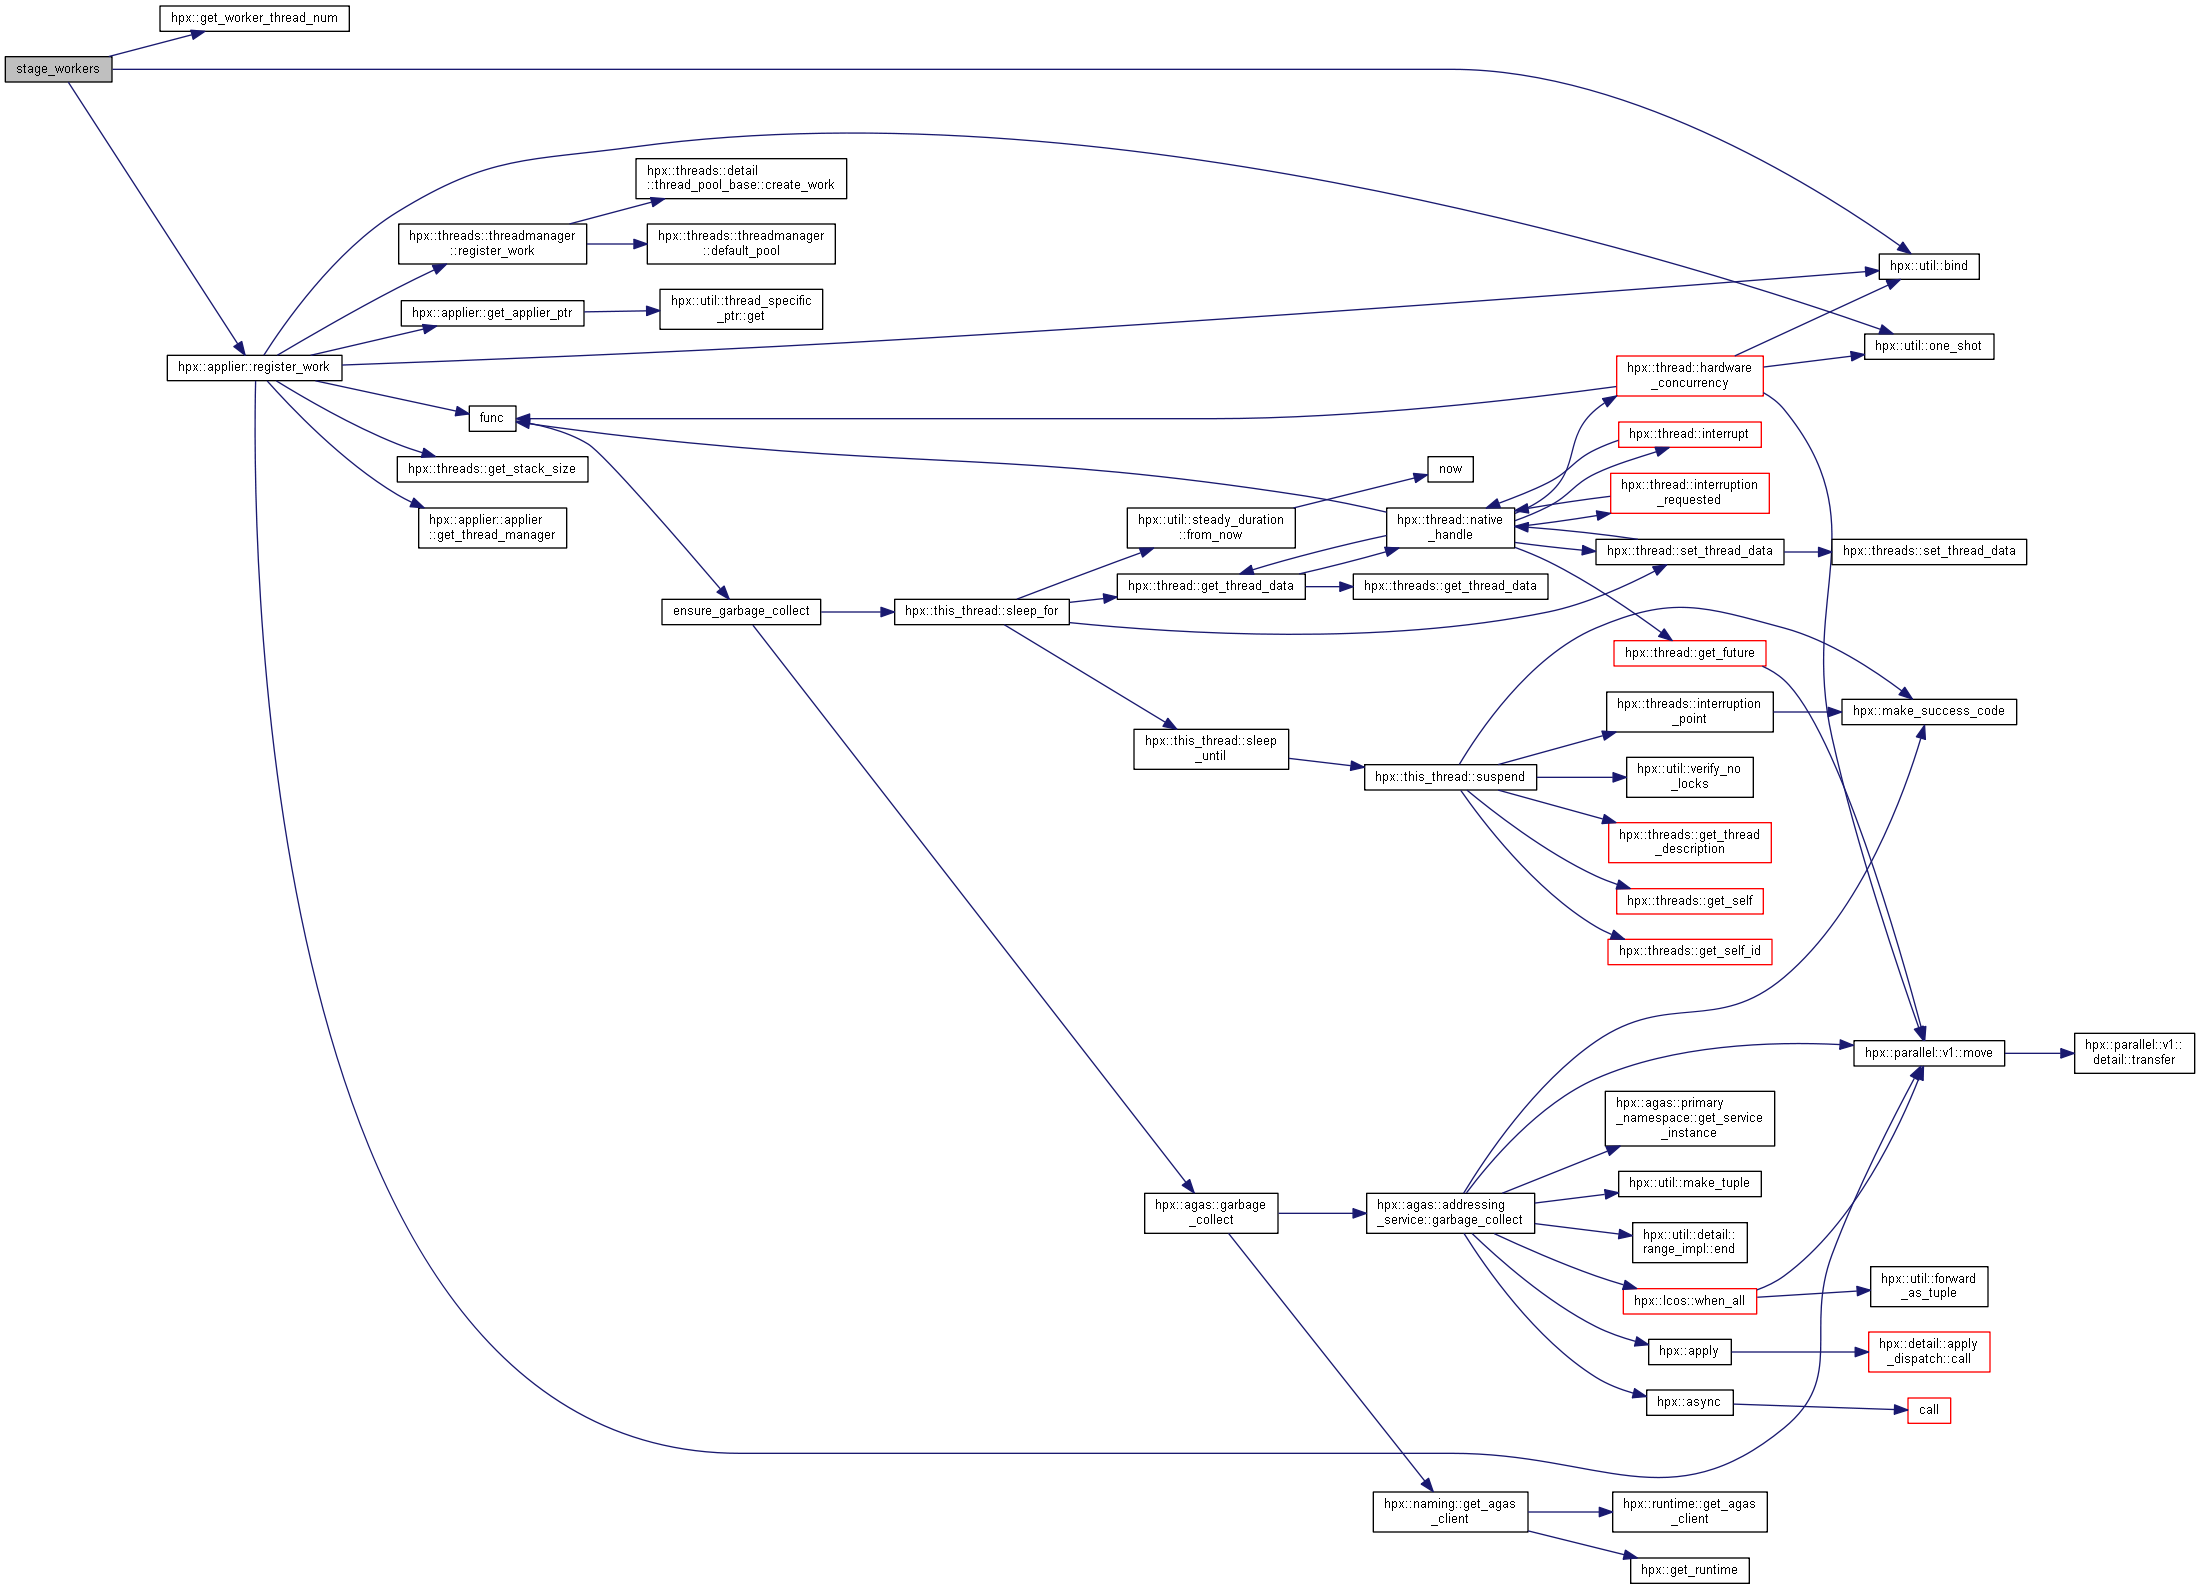 hpx::get_worker_thread_num
stage_workers
hpx::threads::detail
::thread_pool_base::create_work
hpx::threads::threadmanager
::register_work
hpx::threads::threadmanager
::default_pool
hpx::util::bind
hpx::applier::get_applier_ptr
hpx::util::thread_specific
_ptr::get
hpx::util::one_shot
hpx::applier::register_work
hpx::thread::hardware
_concurrency
func
hpx::thread::interrupt
hpx::threads::get_stack_size
now
hpx::thread::interruption
_requested
hpx::applier::applier
::get_thread_manager
hpx::util::steady_duration
::from_now
hpx::thread::native
_handle
hpx::thread::set_thread_data
hpx::threads::set_thread_data
hpx::thread::get_thread_data
hpx::threads::get_thread_data
ensure_garbage_collect
hpx::this_thread::sleep_for
hpx::thread::get_future
hpx::threads::interruption
_point
hpx::make_success_code
hpx::this_thread::sleep
_until
hpx::this_thread::suspend
hpx::util::verify_no
_locks
hpx::threads::get_thread
_description
hpx::threads::get_self
hpx::threads::get_self_id
hpx::parallel::v1::move
hpx::parallel::v1::
detail::transfer
hpx::agas::primary
_namespace::get_service
_instance
hpx::util::make_tuple
hpx::agas::garbage
_collect
hpx::agas::addressing
_service::garbage_collect
hpx::util::detail::
range_impl::end
hpx::lcos::when_all
hpx::util::forward
_as_tuple
hpx::apply
hpx::detail::apply
_dispatch::call
hpx::async
call
hpx::naming::get_agas
_client
hpx::runtime::get_agas
_client
hpx::get_runtime